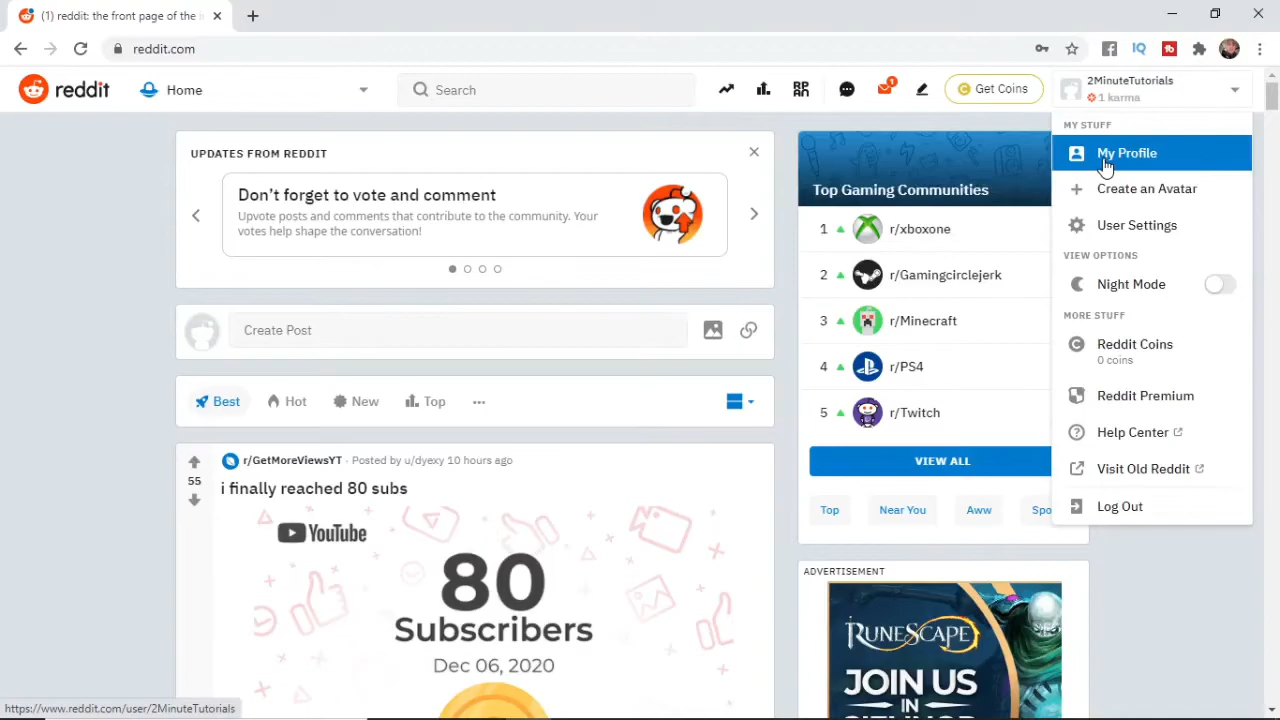 (1) reddit: the front page of the
reddit.com
reddit
Home
Search
1
Get Coins
2MinuteTutorials
1 karma
MY STUFF
My Profile
Create an Avatar
User Settings
VIEW OPTIONS
Night Mode
MORE STUFF
Reddit Coins
0 coins
Reddit Premium
Help Center
Visit Old Reddit
Log Out
UPDATES FROM REDDIT
Don't forget to vote and comment
Upvote posts and comments that contribute to the community. Your
votes help shape the conversation!
Create Post
Best
Hot
New
Top
r/GetMoreViewsYT · Posted by u/dyexy 10 hours ago
55
i finally reached 80 subs
YouTube
80
Subscribers
Dec 06, 2020
Top Gaming Communities
1 r/xboxone
2 r/Gamingcirclejerk
3 r/Minecraft
4 r/PS4
5 r/Twitch
VIEW ALL
Top
Near You
Aww
Spo
ADVERTISEMENT
RUNESCAPE
JOIN US
IN
https://www.reddit.com/user/2MinuteTutorials